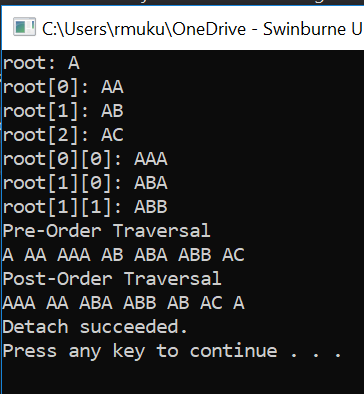 C:\Users\rmuku\OneDrive - Swinburne U
root: A
root[0]: AA
root[1]: AB
root[2]: AC
root[0][0]: AAA
root[1][0]: ABA
root[1][1]: ABB
Pre-Order Traversal
A AA AAA AB ABA ABB AC
Post-Order Traversal
AAA AA ABA ABB AB AC A
Detach succeeded.
Press any key to continue . . .